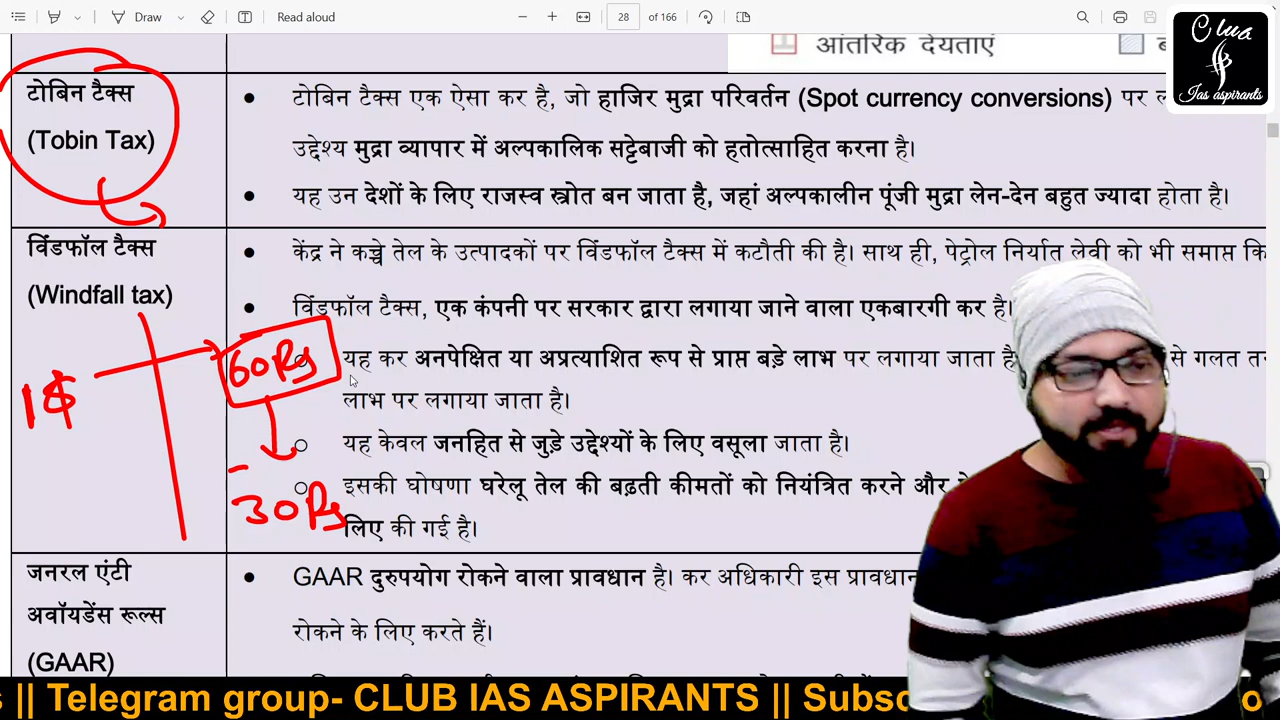 Draw
Read aloud
28 of 166
Clua
Ias aspirants
आंतरिक देयताएं
टोबिन टैक्स
(Tobin Tax)
● टोबिन टैक्स एक ऐसा कर है, जो हाजिर मुद्रा परिवर्तन (Spot currency conversions) पर
उद्देश्य मुद्रा व्यापार में अल्पकालिक सट्टेबाजी को हतोत्साहित करना है।
● यह उन देशों के लिए राजस्व स्त्रोत बन जाता है, जहां अल्पकालीन पूंजी मुद्रा लेन-देन बहुत ज्यादा होता है।
विंडफॉल टैक्स
(Windfall tax)
● केंद्र ने कच्चे तेल के उत्पादकों पर विंडफॉल टैक्स में कटौती की है। साथ ही, पेट्रोल निर्यात लेवी को भी समाप्त
● विंडफॉल टैक्स, एक कंपनी पर सरकार द्वारा लगाया जाने वाला एकबारगी कर है।
1$
60Rs
○ यह कर अनपेक्षित या अप्रत्याशित रूप से प्राप्त बड़े लाभ पर लगाया जाता है से गलत
लाभ पर लगाया जाता है।
○ यह केवल जनहित से जुड़े उद्देश्यों के लिए वसूला जाता है।
○ इसकी घोषणा घरेलू तेल की बढ़ती कीमतों को नियंत्रित करने और
30Rs
लिए की गई है।
जनरल एंटी
अवॉयडेंस रूल्स
(GAAR)
● GAAR दुरुपयोग रोकने वाला प्रावधान है। कर अधिकारी इस प्रावधान
रोकने के लिए करते हैं।
|| Telegram group- CLUB IAS ASPIRANTS ||